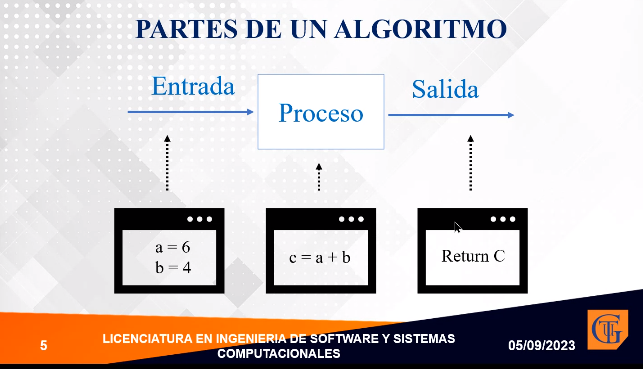 PARTES DE UN ALGORITMO
Entrada
Proceso
Salida
a = 6
b = 4
c = a + b
Return C
5
LICENCIATURA EN INGENIERIA DE SOFTWARE Y SISTEMAS
COMPUTACIONALES
05/09/2023